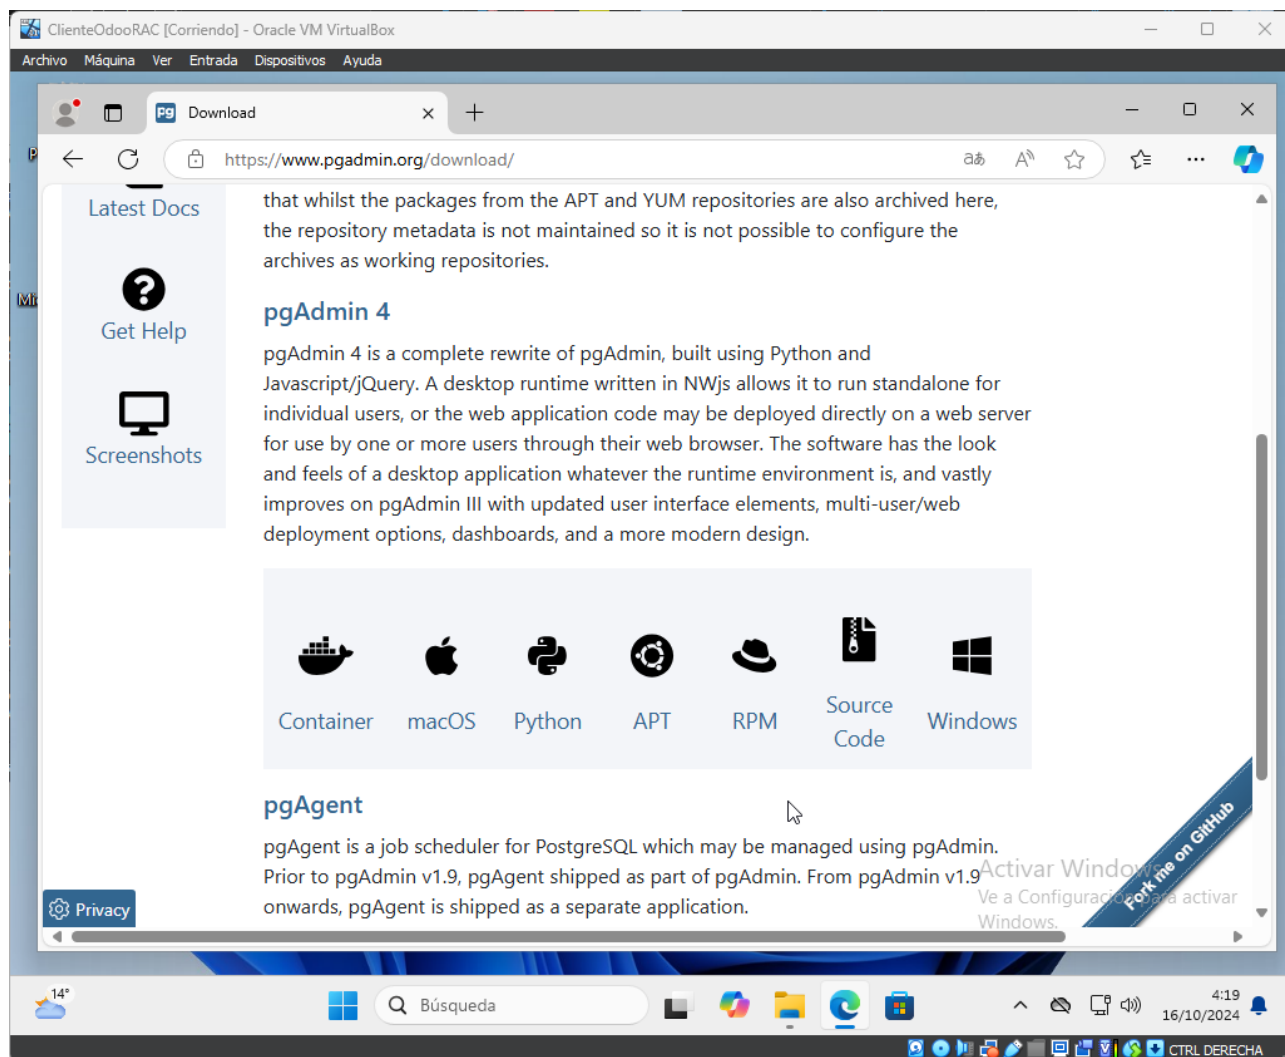 ClienteOdooRAC [Corriendo] - Oracle VM VirtualBox
Archivo Máquina Ver Entrada Dispositivos Ayuda
Pg Download
https://www.pgadmin.org/download/
Latest Docs
Get Help
Screenshots
that whilst the packages from the APT and YUM repositories are also archived here,
the repository metadata is not maintained so it is not possible to configure the
archives as working repositories.
pgAdmin 4
pgAdmin 4 is a complete rewrite of pgAdmin, built using Python and
Javascript/jQuery. A desktop runtime written in NWjs allows it to run standalone for
individual users, or the web application code may be deployed directly on a web server
for use by one or more users through their web browser. The software has the look
and feels of a desktop application whatever the runtime environment is, and vastly
improves on pgAdmin III with updated user interface elements, multi-user/web
deployment options, dashboards, and a more modern design.
Container macOS Python APT RPM Source Code Windows
pgAgent
pgAgent is a job scheduler for PostgreSQL which may be managed using pgAdmin.
Prior to pgAdmin v1.9, pgAgent shipped as part of pgAdmin. From pgAdmin v1.9
onwards, pgAgent is shipped as a separate application.
Fork me on GitHub
Activar Windows
Ve a Configuración para activar
Windows.
Privacy
14°
Búsqueda
4:19
16/10/2024
CTRL DERECHA